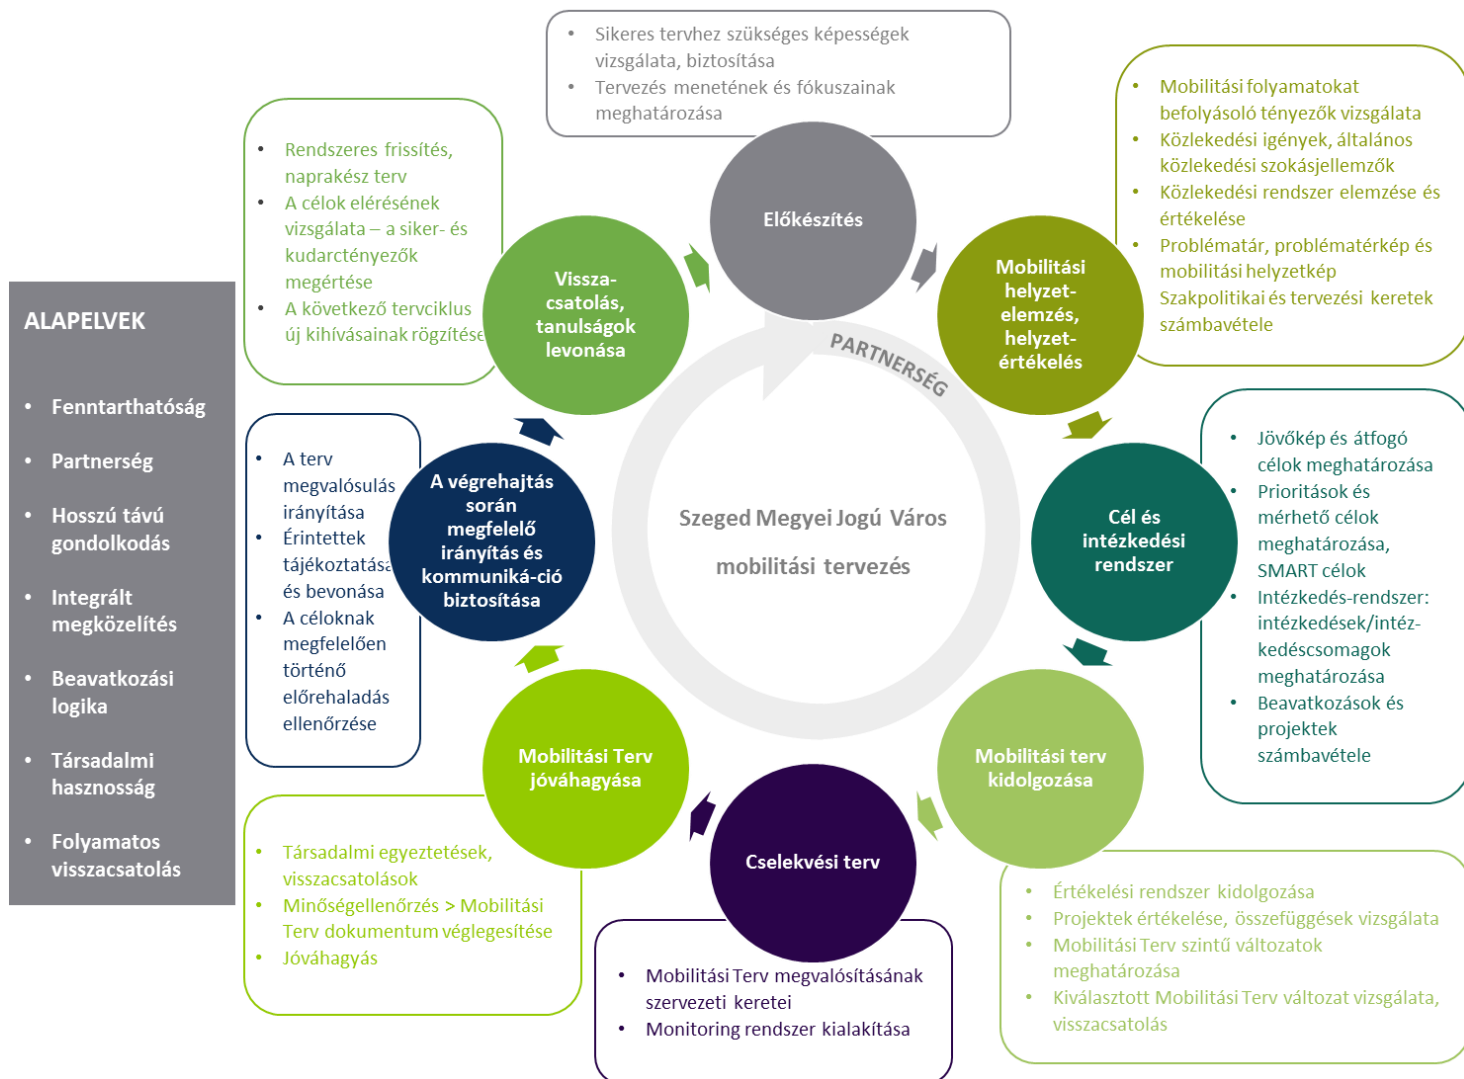 Sikeres tervhez szükséges képességek
vizsgálata, biztosítása
Tervezés menetének és fókuszainak
meghatározása
Előkészítés
Mobilitási folyamatokat
befolyásoló tényezők vizsgálata
Közlekedési igények, általános
közlekedési szokásjellemzők
Közlekedési rendszer elemzése és
értékelése
Problématár, problématérkép és
mobilitási helyzetkép
Szakpolitikai és tervezési keretek
számbavétele
Mobilitási
helyzet-
elemzés,
helyzet-
értékelés
Jövőkép és átfogó
célok meghatározása
Prioritások és
mérhető célok
meghatározása,
SMART célok
Intézkedés-rendszer:
intézkedések/intéz-
kedéscsomagok
meghatározása
Beavatkozások és
projektek
számbavétele
Cél és
intézkedési
rendszer
Mobilitási terv
kidolgozása
Értékelési rendszer kidolgozása
Projektek értékelése, összefüggések vizsgálata
Mobilitási Terv szintű változatok
meghatározása
Kiválasztott Mobilitási Terv változat vizsgálata,
visszacsatolás
Cselekvési terv
Mobilitási Terv megvalósításának
szervezeti keretei
Monitoring rendszer kialakítása
Mobilitási Terv
jóváhagyása
Társadalmi egyeztetések,
visszacsatolások
Minőségellenőrzés > Mobilitási
Terv dokumentum véglegesítése
Jóváhagyás
A végrehajtás
során
megfelelő
irányítás és
kommuniká-ció
biztosítása
A terv
megvalósulás
irányítása
Érintettek
tájékoztatása
és bevonása
A céloknak
megfelelően
történő
előrehaladás
ellenőrzése
Vissza-
csatolás,
tanulságok
levonása
Rendszeres frissítés,
naprakész terv
A célok elérésének
vizsgálata – a siker- és
kudarctényezők
megértése
A következő tervciklus
új kihívásainak rögzítése
PARTNERSÉG
Szeged Megyei Jogú Város
mobilitási tervezés
ALAPELVEK
Fenntarthatóság
Partnerség
Hosszú távú
gondolkodás
Integrált
megközelítés
Beavatkozási
logika
Társadalmi
hasznosság
Folyamatos
visszacsatolás